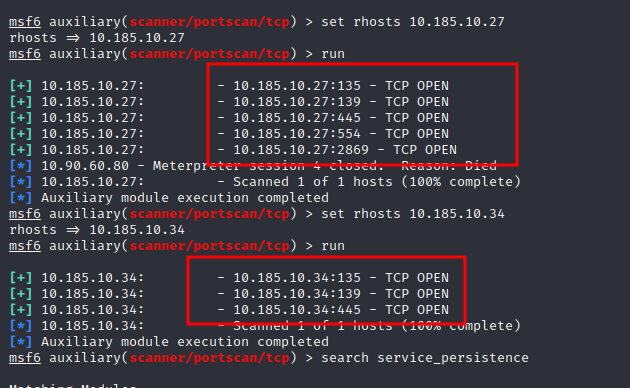 msf6 auxiliary(scanner/portscan/tcp) > set rhosts 10.185.10.27
rhosts => 10.185.10.27
msf6 auxiliary(scanner/portscan/tcp) > run
[+] 10.185.10.27: - 10.185.10.27:135 - TCP OPEN
[+] 10.185.10.27: - 10.185.10.27:139 - TCP OPEN
[+] 10.185.10.27: - 10.185.10.27:445 - TCP OPEN
[+] 10.185.10.27: - 10.185.10.27:554 - TCP OPEN
[+] 10.185.10.27: - 10.185.10.27:2869 - TCP OPEN
[*] 10.90.60.80 - Meterpreter session 4 closed. Reason: Died
[*] 10.185.10.27: - Scanned 1 of 1 hosts (100% complete)
[*] Auxiliary module execution completed
msf6 auxiliary(scanner/portscan/tcp) > set rhosts 10.185.10.34
rhosts => 10.185.10.34
msf6 auxiliary(scanner/portscan/tcp) > run
[+] 10.185.10.34: - 10.185.10.34:135 - TCP OPEN
[+] 10.185.10.34: - 10.185.10.34:139 - TCP OPEN
[+] 10.185.10.34: - 10.185.10.34:445 - TCP OPEN
[*] 10.185.10.34: - Scanned 1 of 1 hosts (100% complete)
[*] Auxiliary module execution completed
msf6 auxiliary(scanner/portscan/tcp) > search service_persistence
Matching Modules